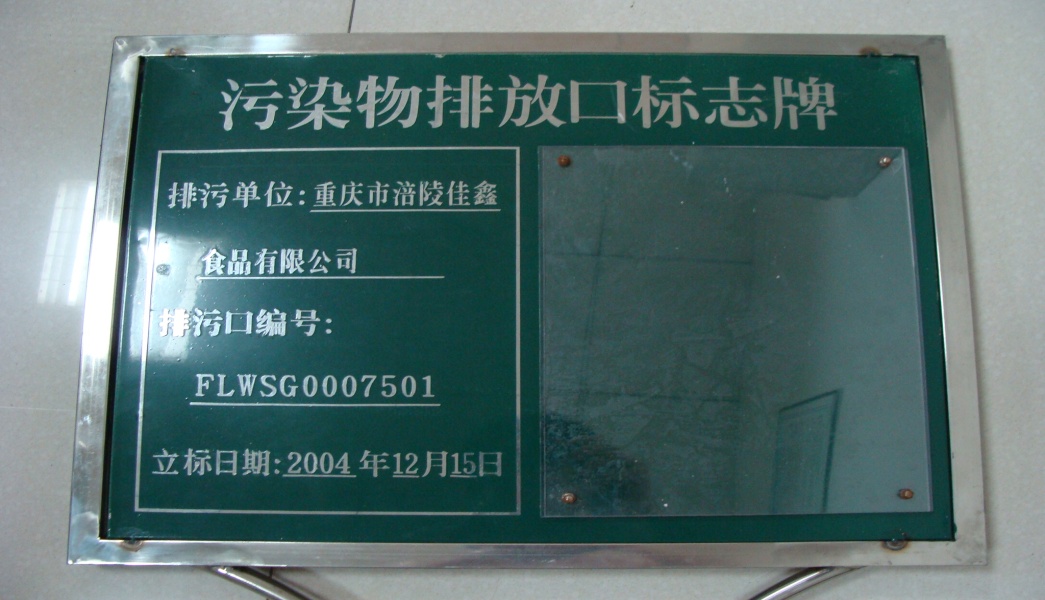 污染物排放口标志牌
排污单位:重庆市涪陵佳鑫
食品有限公司
排污口编号:
FLWSG0007501
立标日期:2004年12月15日